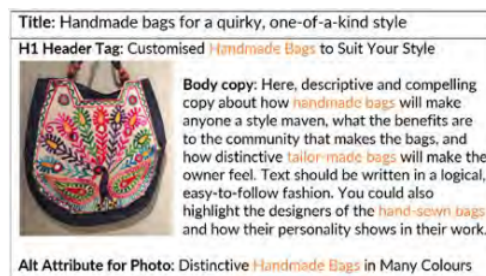 Title: Handmade bags for a quirky, one-of-a-kind style
H1 Header Tag: Customised Handmade Bags to Suit Your Style
Body copy: Here, descriptive and compelling
copy about how handmade bags will make
anyone a style maven, what the benefits are
to the community that makes the bags, and
how distinctive tailor-made bags will make the
owner feel. Text should be written in a logical,
easy-to-follow fashion. You could also
highlight the designers of the hand-sewn bags
and how their personality shows in their work.
Alt Attribute for Photo: Distinctive Handmade Bags in Many Colours